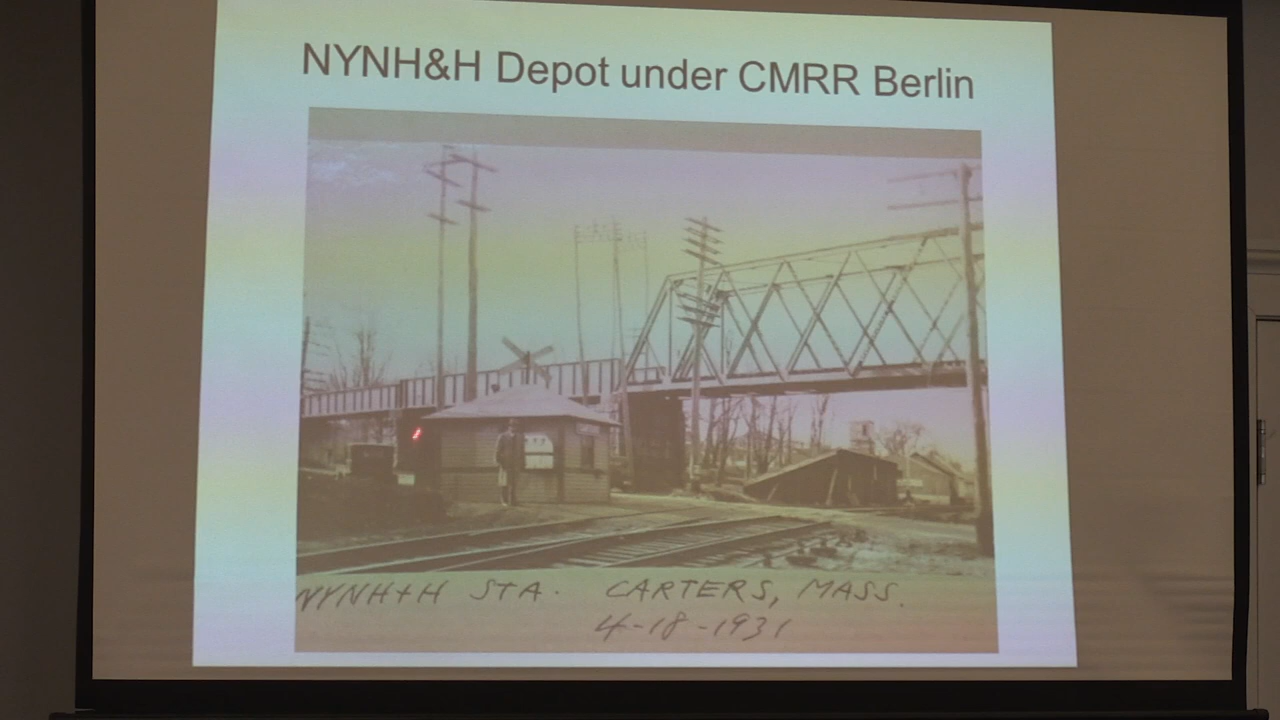 NYNH&H Depot under CMRR Berlin
NYNH+H STA. CARTERS, MASS.
4-18-1931